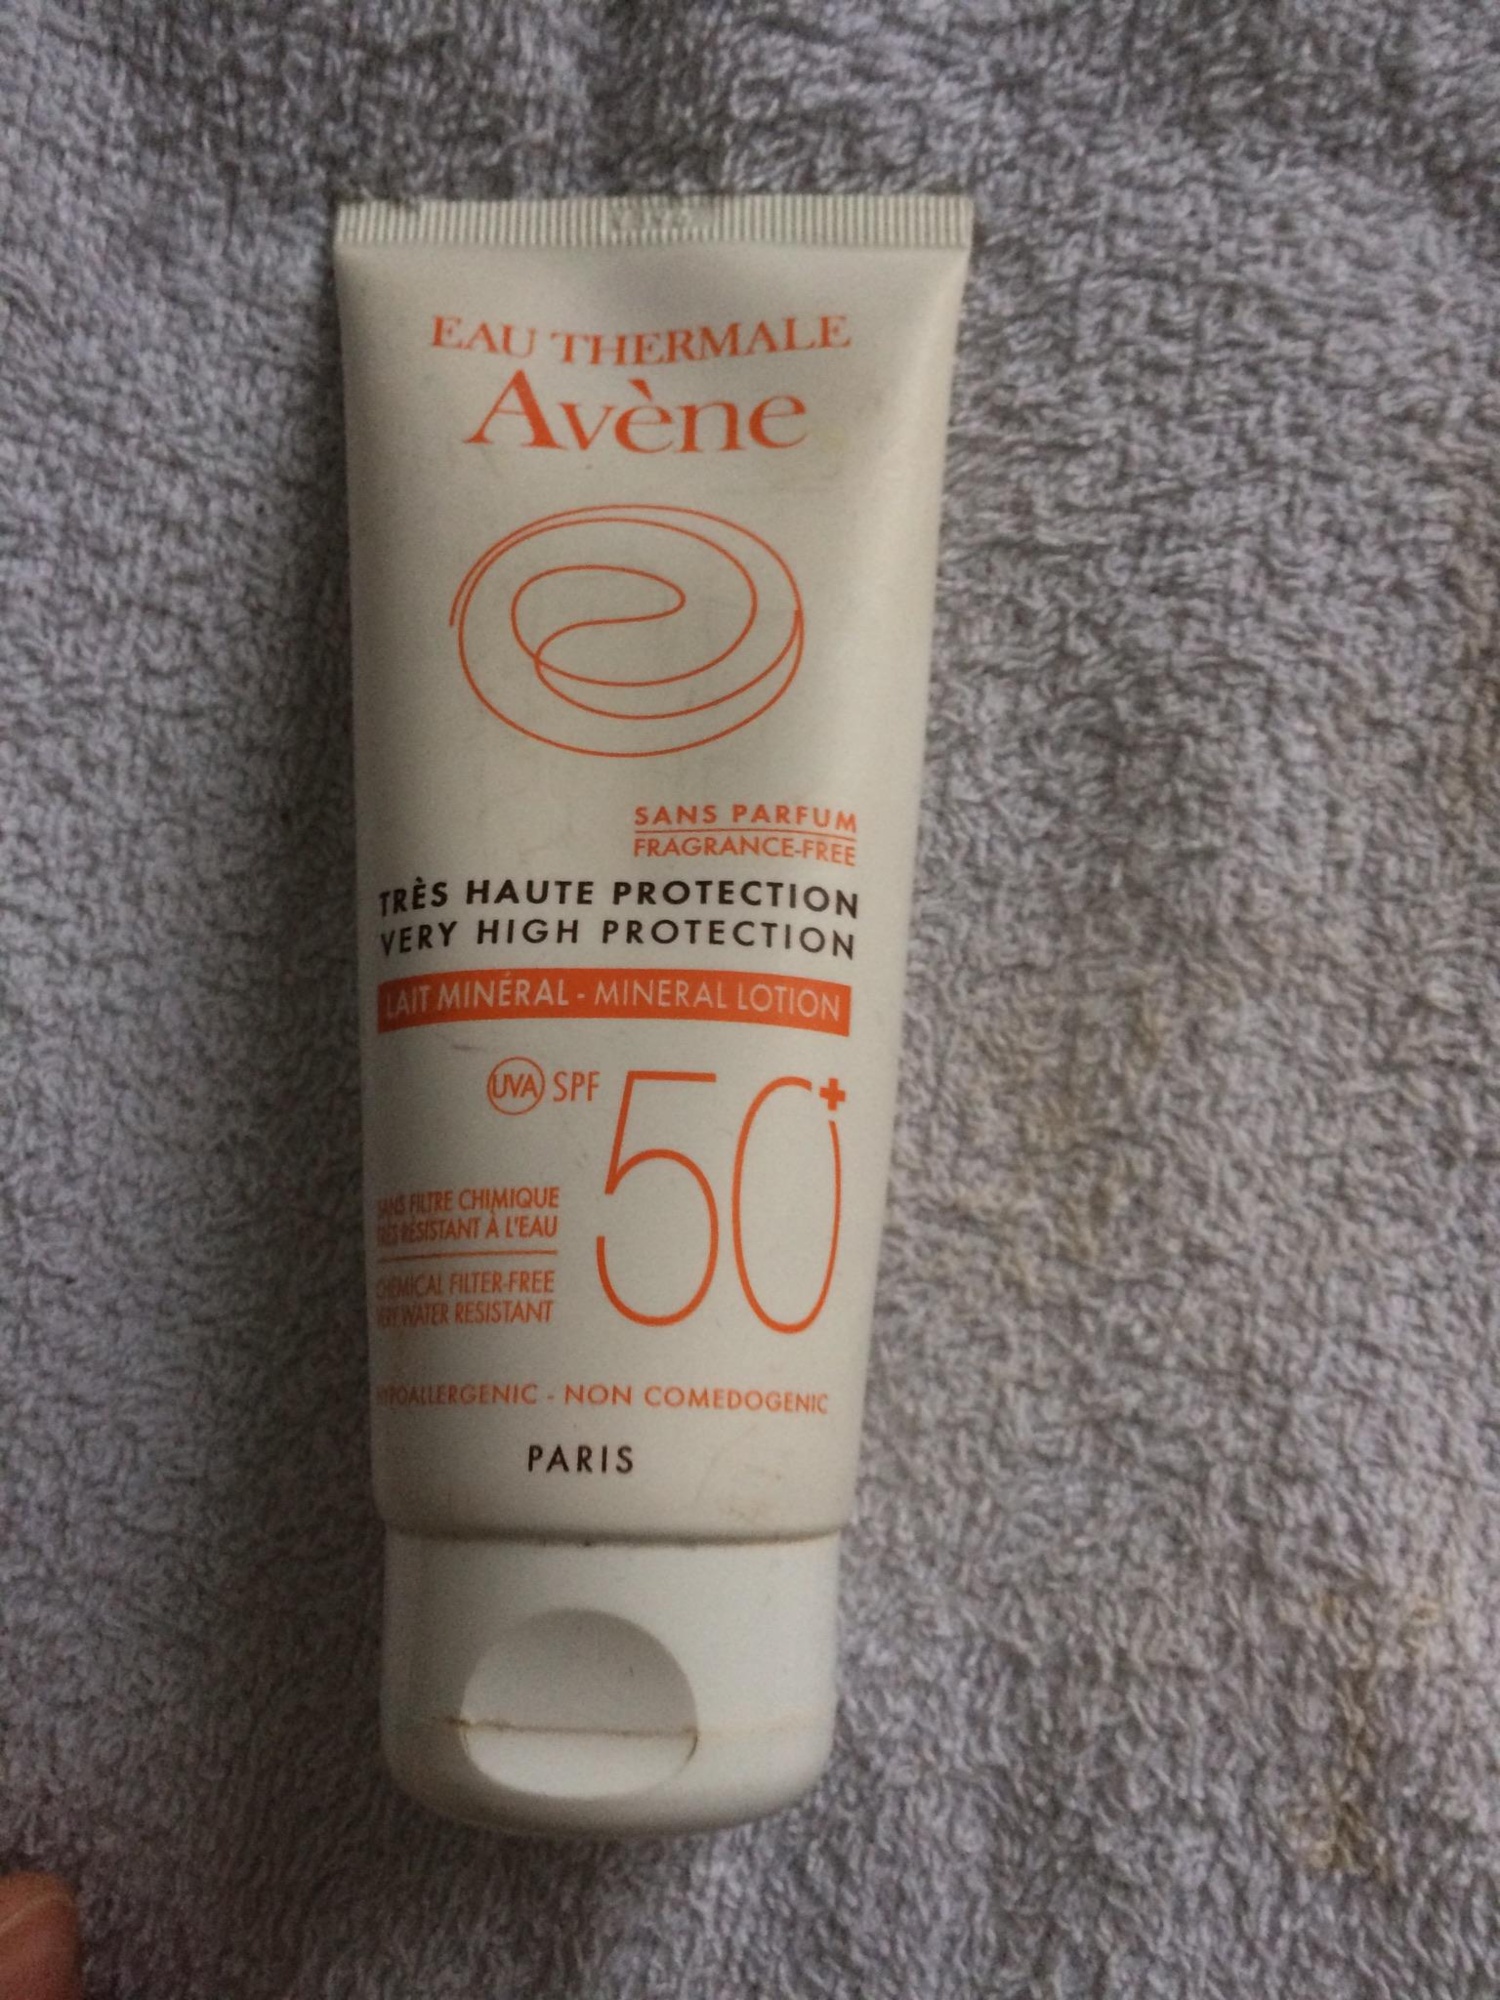 EAU THERMALE
Avène
SANS PARFUM
FRAGRANCE-FREE
TRÈS HAUTE PROTECTION
VERY HIGH PROTECTION
LAIT MINÉRAL - MINERAL LOTION
UVA SPF 50+
SANS FILTRE CHIMIQUE
TRÈS RÉSISTANT À L'EAU
CHEMICAL FILTER-FREE
VERY WATER RESISTANT
HYPOALLERGENIC - NON COMEDOGENIC
PARIS